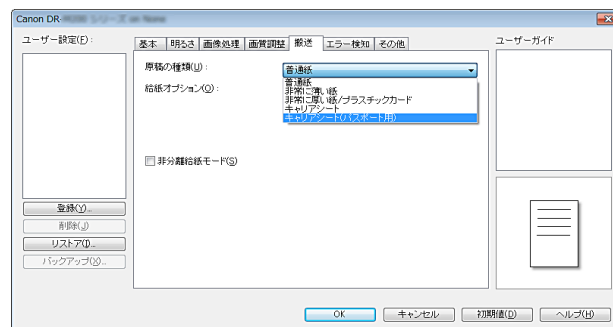 Canon DR-
ユーザー設定(F):
基本 明るさ 画像処理 画質調整 搬送 エラー検知 その他
ユーザーガイド
原稿の種類(U):
普通紙
給紙オプション(O):
普通紙
非常に薄い紙
非常に厚い紙/プラスチックカード
キャリアシート
キャリアシート(パスポート用)
非分離給紙モード(S)
登録(Y)...
削除(J)
リストア(T)...
バックアップ(X)...
OK キャンセル 初期値(D) ヘルプ(H)